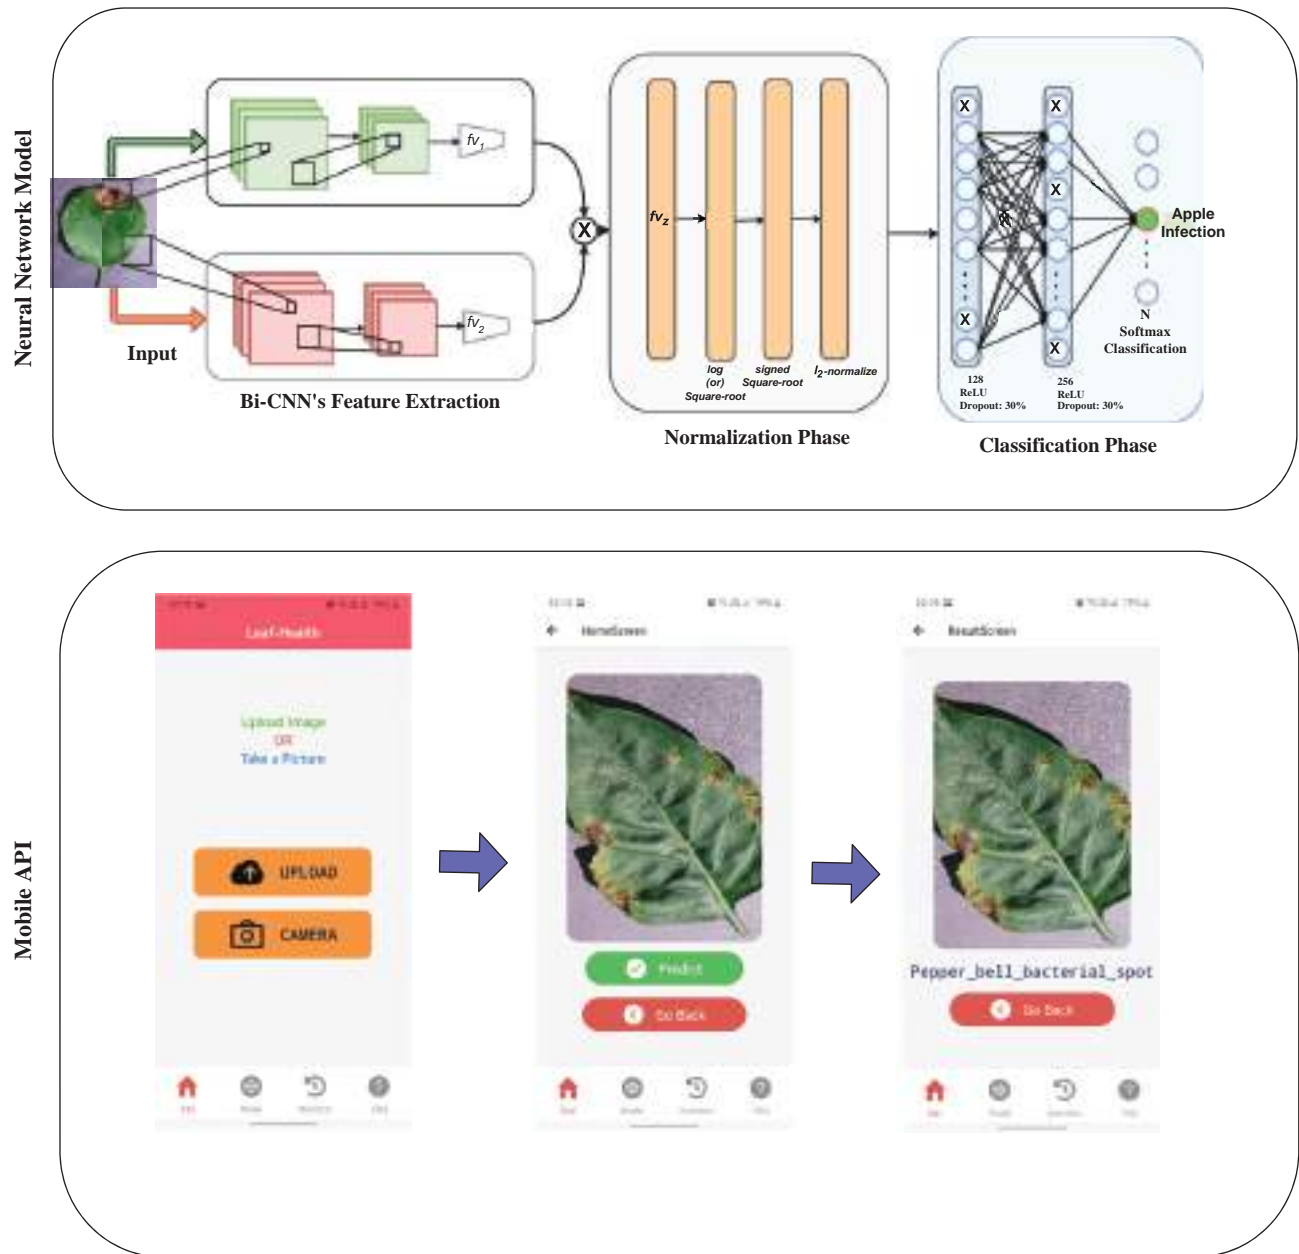 Neural Network Model
Input
fv1
fv2
X
Bi-CNN's Feature Extraction
fvz
log
(or)
Square-root
signed
Square-root
l2-normalize
Normalization Phase
X
X
X
X
X
128
ReLU
Dropout: 30%
256
ReLU
Dropout: 30%
Apple
Infection
N
Softmax
Classification
Classification Phase
Mobile API
Leaf-Health
Upload Image
OR
Take a Picture
UPLOAD
CAMERA
HomeScreen
Predict
Go Back
ResultScreen
Pepper_bell_bacterial_spot
Go Back